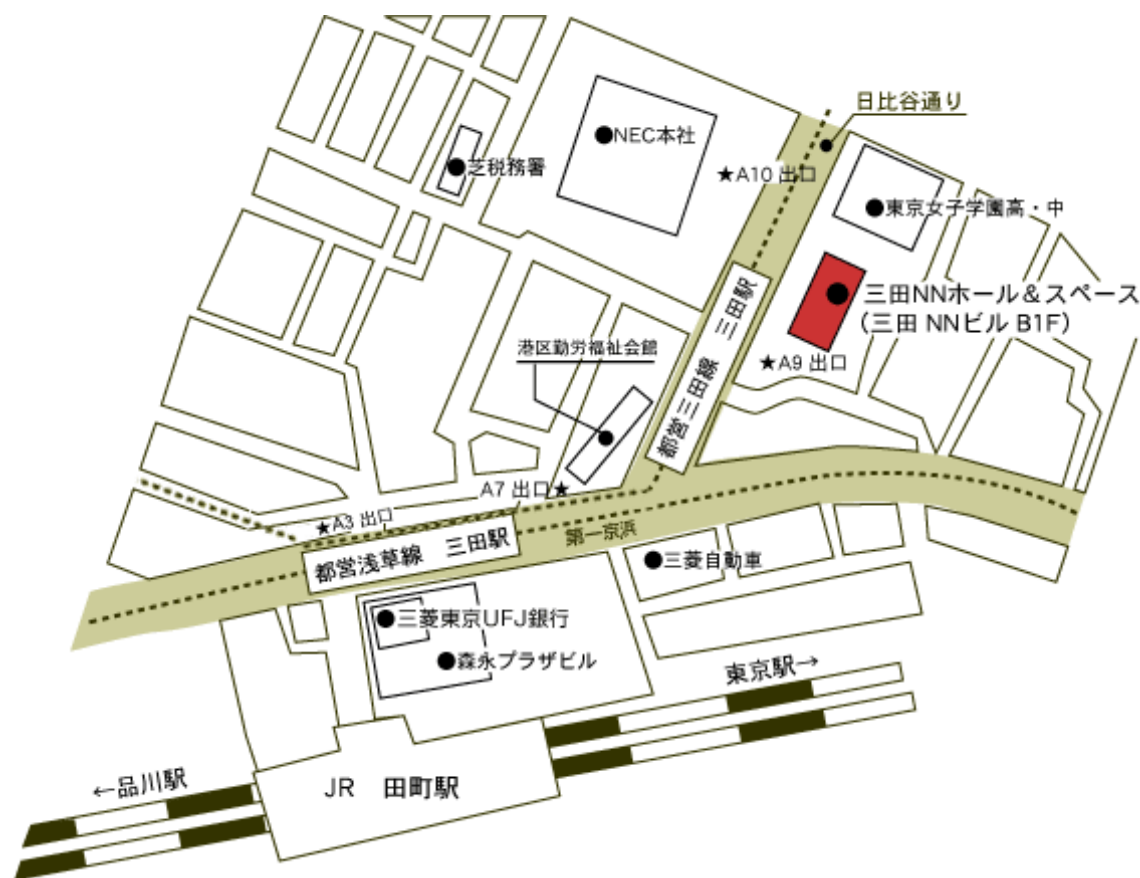 日比谷通り
●NEC本社
●芝税務署
★A10 出口
●東京女子学園高・中
都営三田線 三田駅
●三田NNホール＆スペース
(三田 NNビル B1F)
港区勤労福祉会館
★A9 出口
A7 出口★
★A3 出口
第一京浜
都営浅草線 三田駅
●三菱自動車
●三菱東京UFJ銀行
●森永プラザビル
東京駅→
←品川駅
JR 田町駅